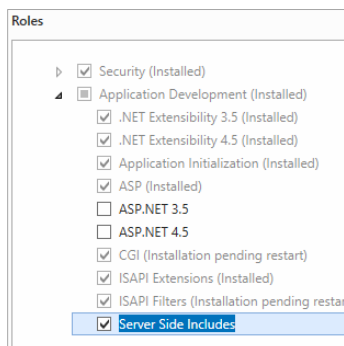 Roles
Security (Installed)
Application Development (Installed)
.NET Extensibility 3.5 (Installed)
.NET Extensibility 4.5 (Installed)
Application Initialization (Installed)
ASP (Installed)
ASP.NET 3.5
ASP.NET 4.5
CGI (Installation pending restart)
ISAPI Extensions (Installed)
ISAPI Filters (Installation pending restar
Server Side Includes